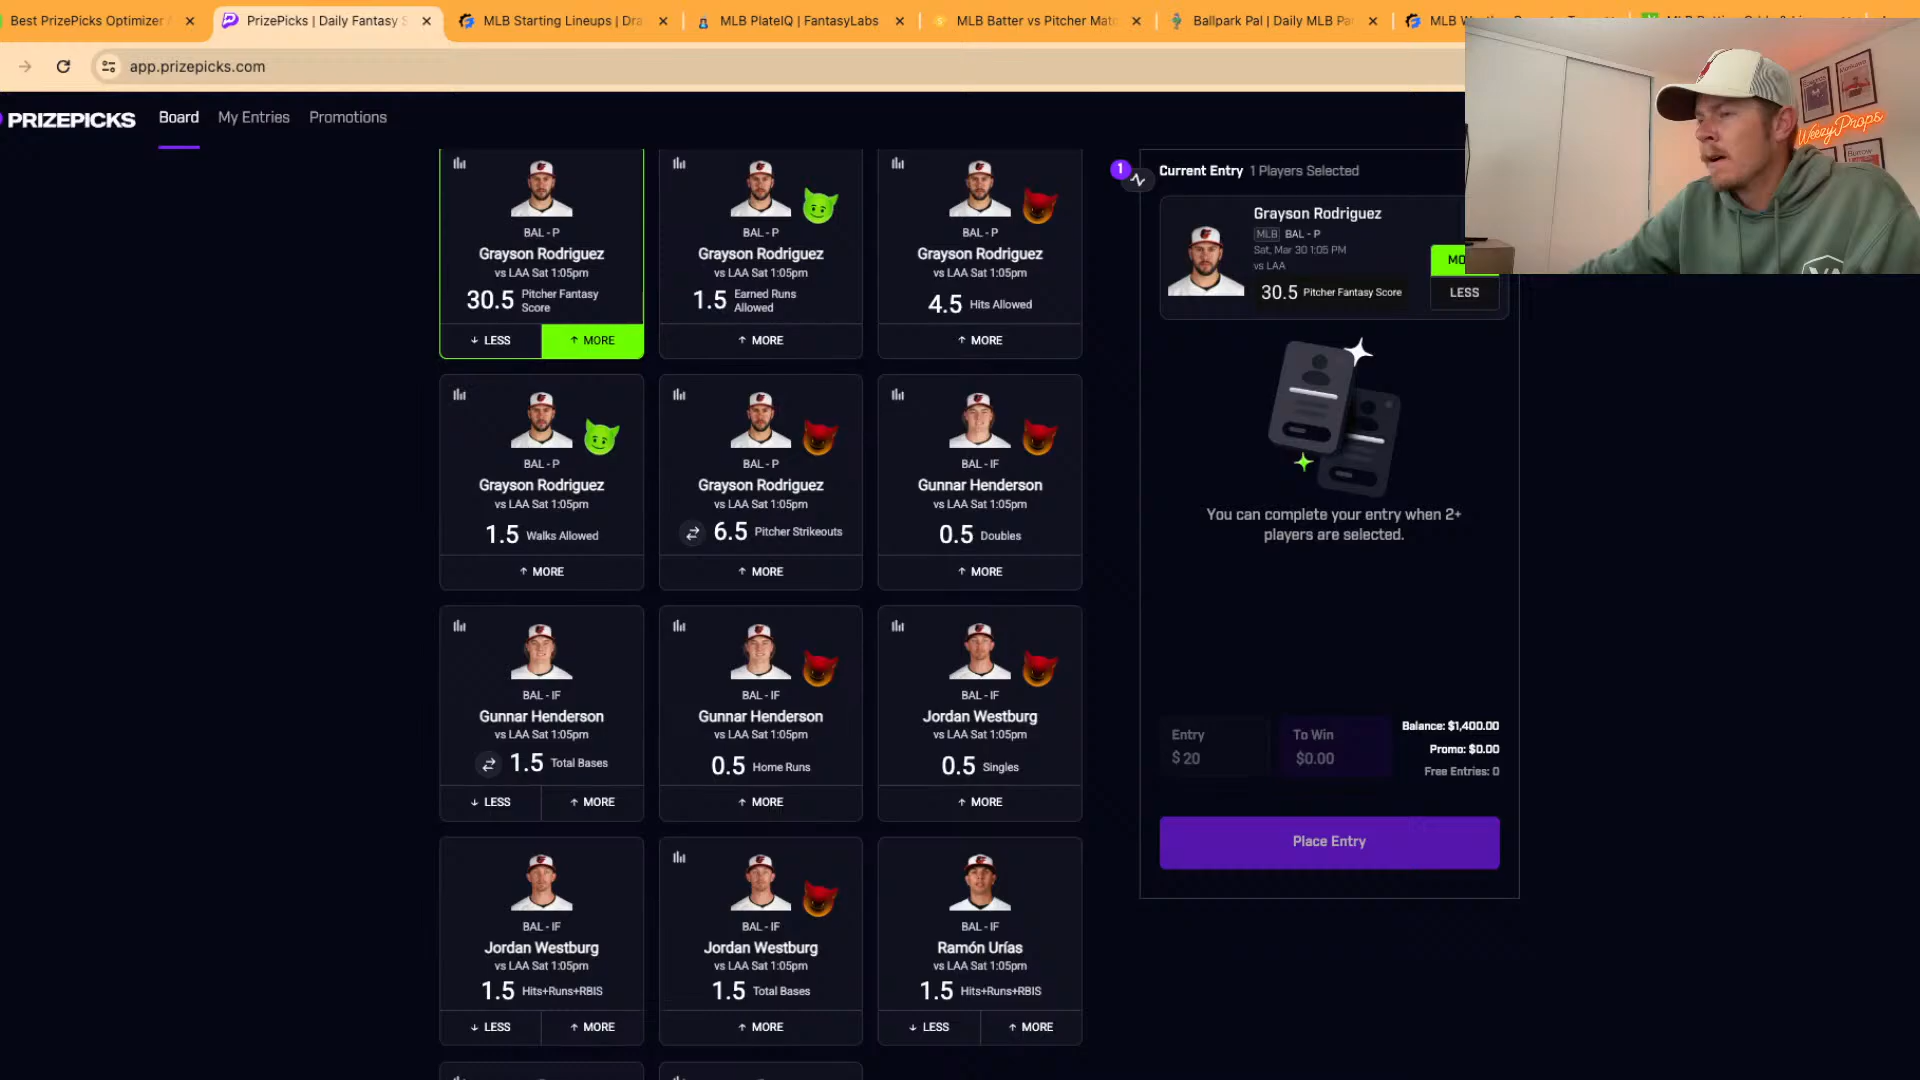 Best PrizePicks Optimizer
PrizePicks | Daily Fantasy S
MLB Starting Lineups | Dra
MLB PlateIQ | FantasyLabs
MLB Batter vs Pitcher Matc
Ballpark Pal | Daily MLB Par
app.prizepicks.com
PRIZEPICKS
Board
My Entries
Promotions
BAL - P
Grayson Rodriguez
vs LAA Sat 1:05pm
30.5 Pitcher Fantasy Score
LESS
MORE
BAL - P
Grayson Rodriguez
vs LAA Sat 1:05pm
1.5 Earned Runs Allowed
MORE
BAL - P
Grayson Rodriguez
vs LAA Sat 1:05pm
4.5 Hits Allowed
MORE
BAL - P
Grayson Rodriguez
vs LAA Sat 1:05pm
1.5 Walks Allowed
MORE
BAL - P
Grayson Rodriguez
vs LAA Sat 1:05pm
6.5 Pitcher Strikeouts
MORE
BAL - IF
Gunnar Henderson
vs LAA Sat 1:05pm
0.5 Doubles
MORE
BAL - IF
Gunnar Henderson
vs LAA Sat 1:05pm
1.5 Total Bases
LESS
MORE
BAL - IF
Gunnar Henderson
vs LAA Sat 1:05pm
0.5 Home Runs
MORE
BAL - IF
Jordan Westburg
vs LAA Sat 1:05pm
0.5 Singles
MORE
BAL - IF
Jordan Westburg
vs LAA Sat 1:05pm
1.5 Hits+Runs+RBIS
LESS
MORE
BAL - IF
Jordan Westburg
vs LAA Sat 1:05pm
1.5 Total Bases
MORE
BAL - IF
Ramón Urías
vs LAA Sat 1:05pm
1.5 Hits+Runs+RBIS
LESS
MORE
1
Current Entry 1 Players Selected
Grayson Rodriguez
MLB BAL - P
Sat, Mar 30 1:05 PM
vs LAA
30.5 Pitcher Fantasy Score
MO
LESS
You can complete your entry when 2+
players are selected.
Entry
$ 20
To Win
$0.00
Balance: $1,400.00
Promo: $0.00
Free Entries: 0
Place Entry
WeezyProps